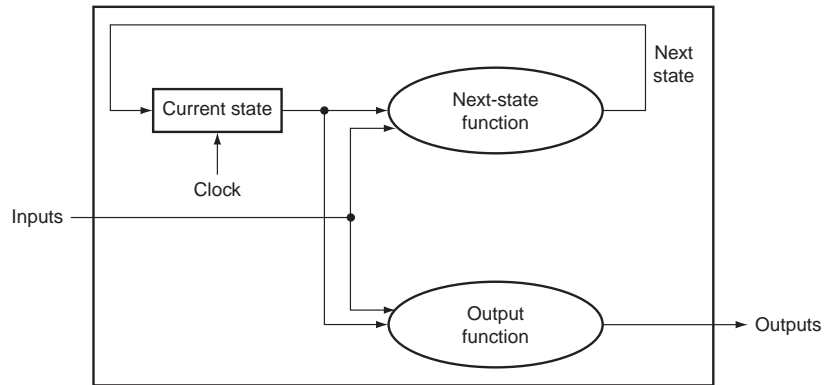 Next
state
Current state
Next-state
function
Clock
Inputs
Output
function
Outputs